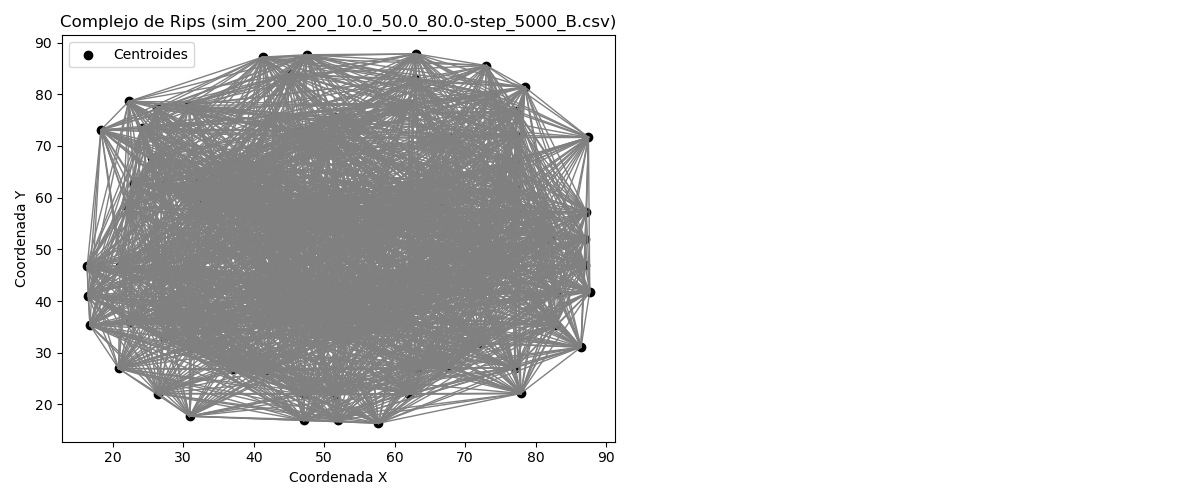 Complejo de Rips (sim_200_200_10.0_50.0_80.0-step_5000_B.csv)
Centroides
90
80
70
60
50
40
30
20
Coordenada Y
20 30 40 50 60 70 80 90
Coordenada X